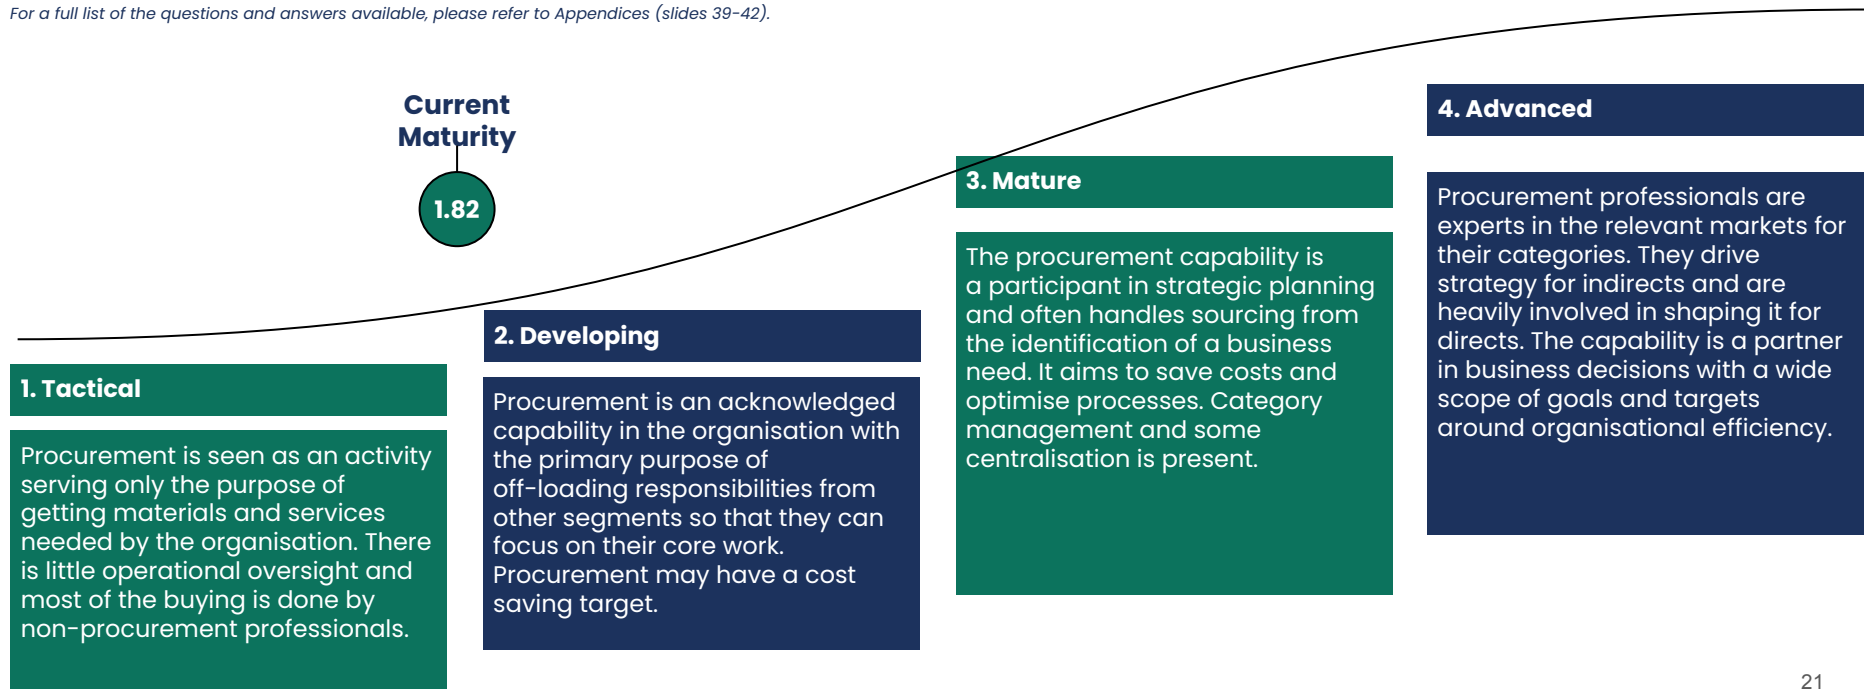 For a full list of the questions and answers available, please refer to Appendices (slides 39-42).
Current
Maturity
1.82
1. Tactical
Procurement is seen as an activity
serving only the purpose of
getting materials and services
needed by the organisation. There
is little operational oversight and
most of the buying is done by
non-procurement professionals.
2. Developing
Procurement is an acknowledged
capability in the organisation with
the primary purpose of
off-loading responsibilities from
other segments so that they can
focus on their core work.
Procurement may have a cost
saving target.
3. Mature
The procurement capability is
a participant in strategic planning
and often handles sourcing from
the identification of a business
need. It aims to save costs and
optimise processes. Category
management and some
centralisation is present.
4. Advanced
Procurement professionals are
experts in the relevant markets for
their categories. They drive
strategy for indirects and are
heavily involved in shaping it for
directs. The capability is a partner
in business decisions with a wide
scope of goals and targets
around organisational efficiency.
21